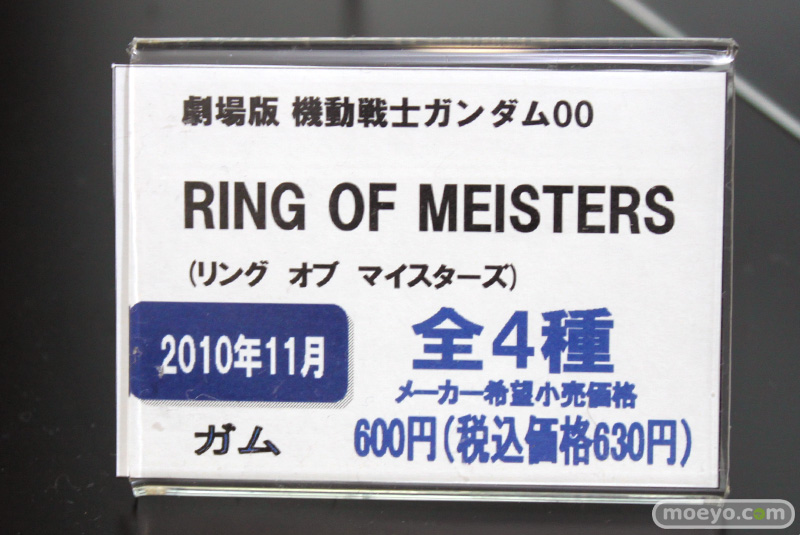 劇場版 機動戦士ガンダム00
RING OF MEISTERS
(リング オブ マイスターズ)
2010年11月
全4種
メーカー希望小売価格
ガム
600円(税込価格630円)
moeyo.com